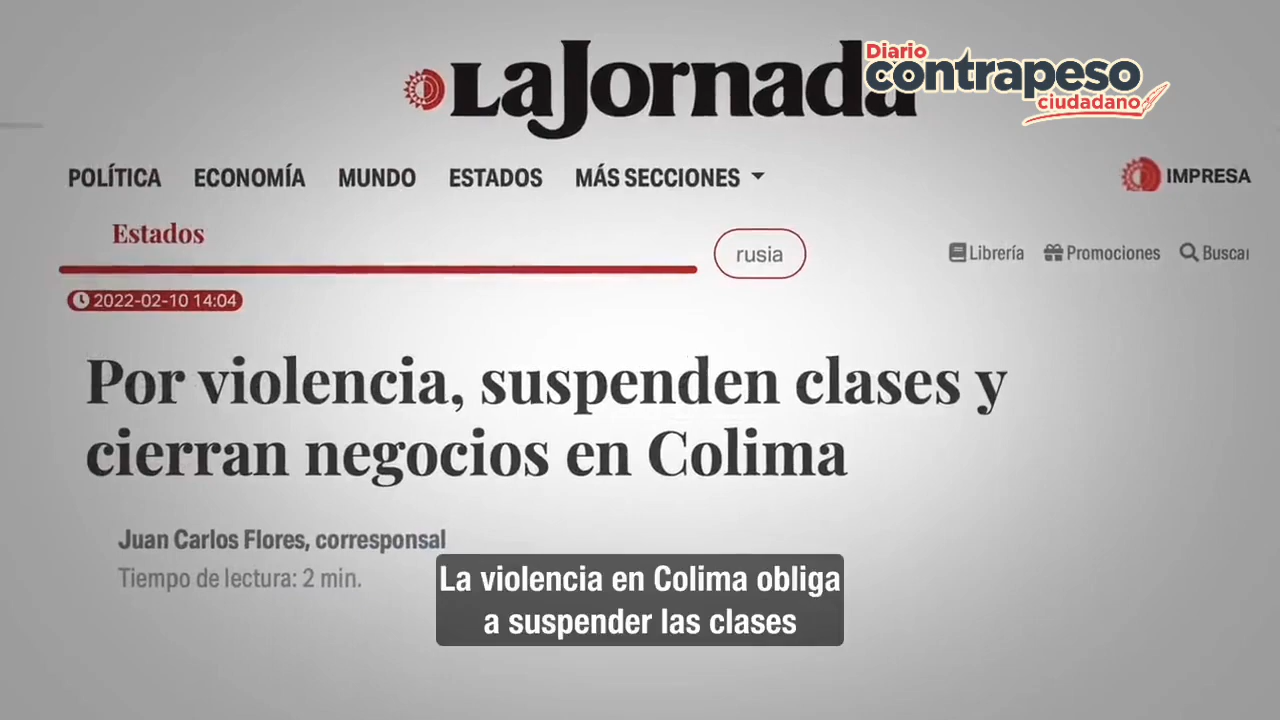 LaJornada
Diario
contrapeso
ciudadano
POLÍTICA ECONOMÍA MUNDO ESTADOS MÁS SECCIONES IMPRESA
Estados
rusia
Librería Promociones Buscar
2022-02-10 14:04
Por violencia, suspenden clases y
cierran negocios en Colima
Juan Carlos Flores, corresponsal
Tiempo de lectura: 2 min.
La violencia en Colima obliga
a suspender las clases